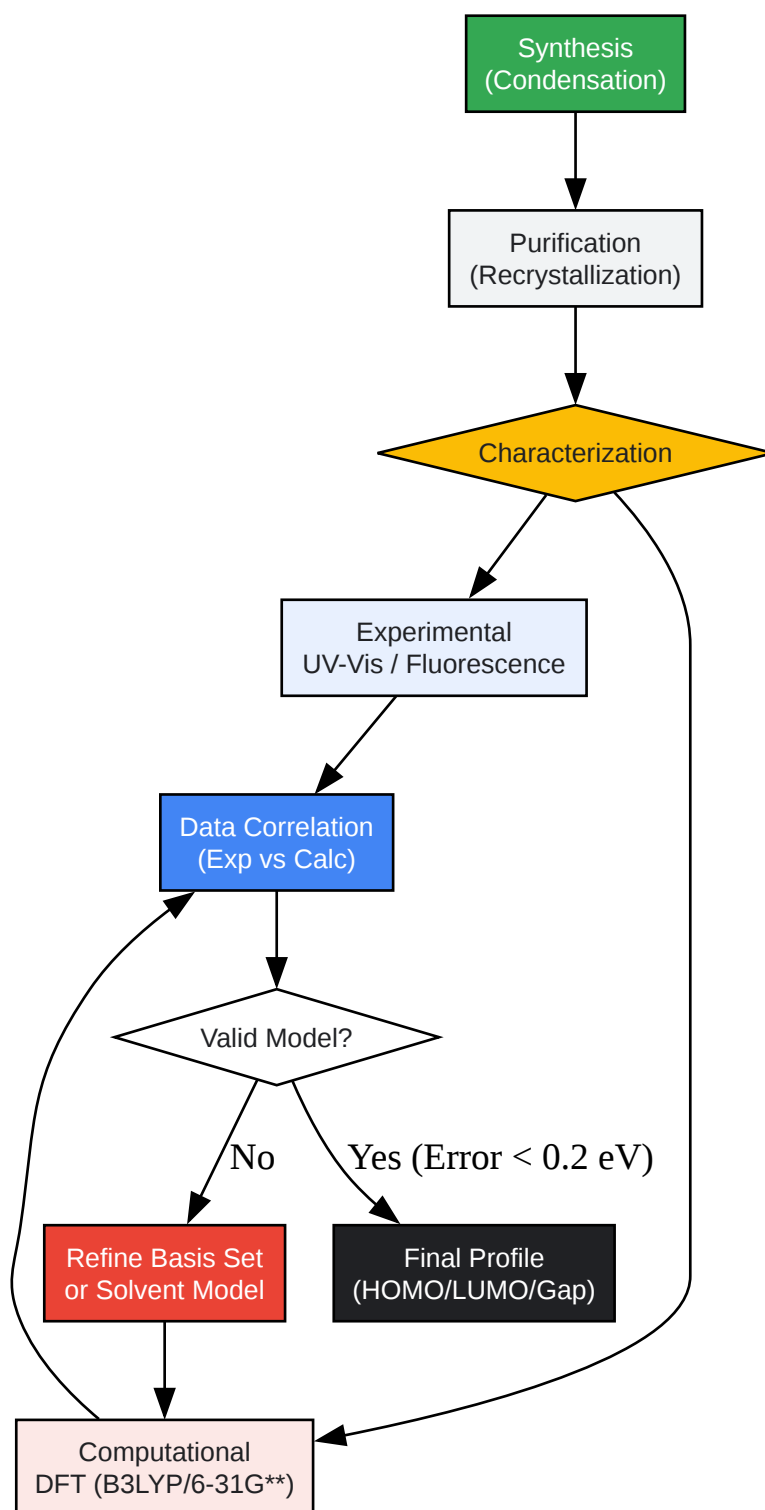 Synthesis
(Condensation)
Purification
(Recrystallization)
Characterization
Experimental
UV-Vis / Fluorescence
Data Correlation
(Exp vs Calc)
Valid Model?
No
Yes (Error < 0.2 eV)
Refine Basis Set
or Solvent Model
Final Profile
(HOMO/LUMO/Gap)
Computational
DFT (B3LYP/6-31G**)